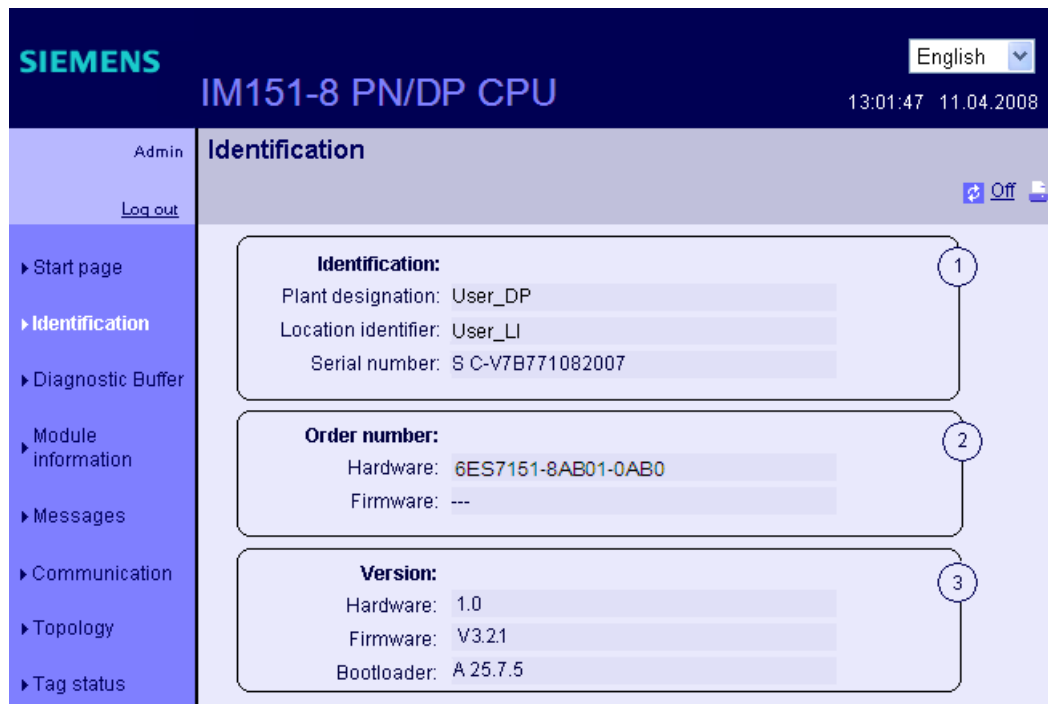 SIEMENS
IM151-8 PN/DP CPU
English
13:01:47 11.04.2008
Admin
Log out
Identification
Off
Start page
Identification
Diagnostic Buffer
Module
information
Messages
Communication
Topology
Tag status
Identification:
1
Plant designation: User_DP
Location identifier: User_LI
Serial number: S C-V7B771082007
Order number:
2
Hardware: 6ES7151-8AB01-0AB0
Firmware: ---
Version:
3
Hardware: 1.0
Firmware: V3.2.1
Bootloader: A 25.7.5